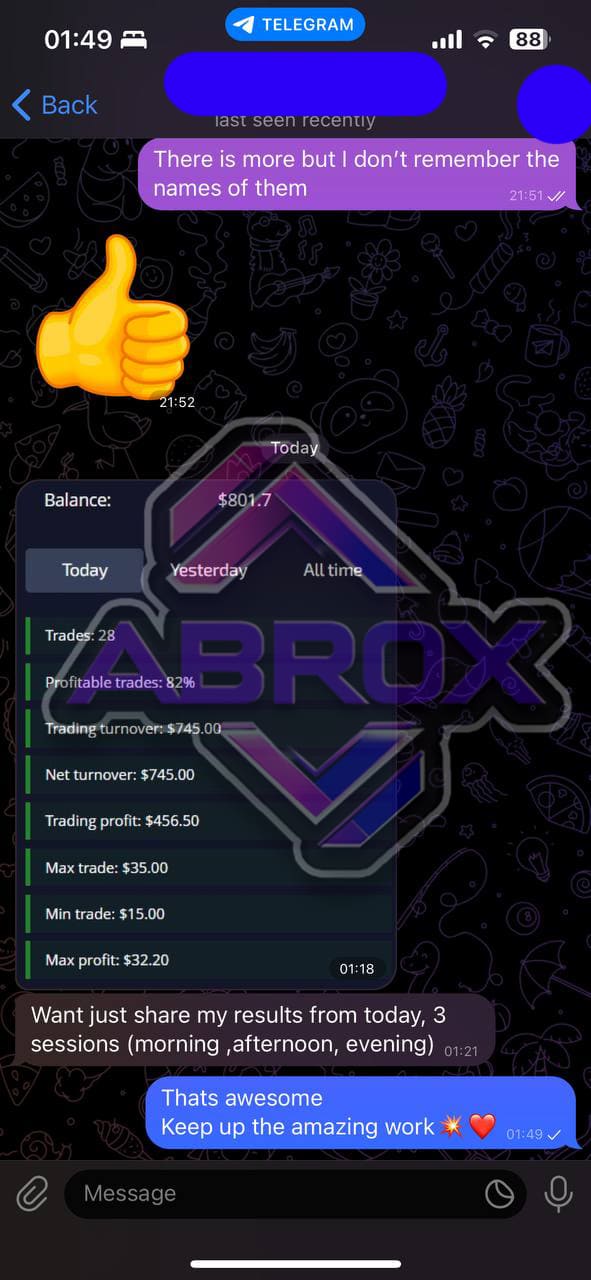 01:49
TELEGRAM
88
Back
last seen recently
There is more but I don't remember the
names of them
21:51
21:52
Today
Balance: $801.7
Today Yesterday All time
Trades: 28
Profitable trades: 82%
Trading turnover: $745.00
Net turnover: $745.00
Trading profit: $456.50
Max trade: $35.00
Min trade: $15.00
Max profit: $32.20
01:18
ABROX
Want just share my results from today, 3
sessions (morning ,afternoon, evening) 01:21
Thats awesome
Keep up the amazing work💥❤️ 01:49
Message